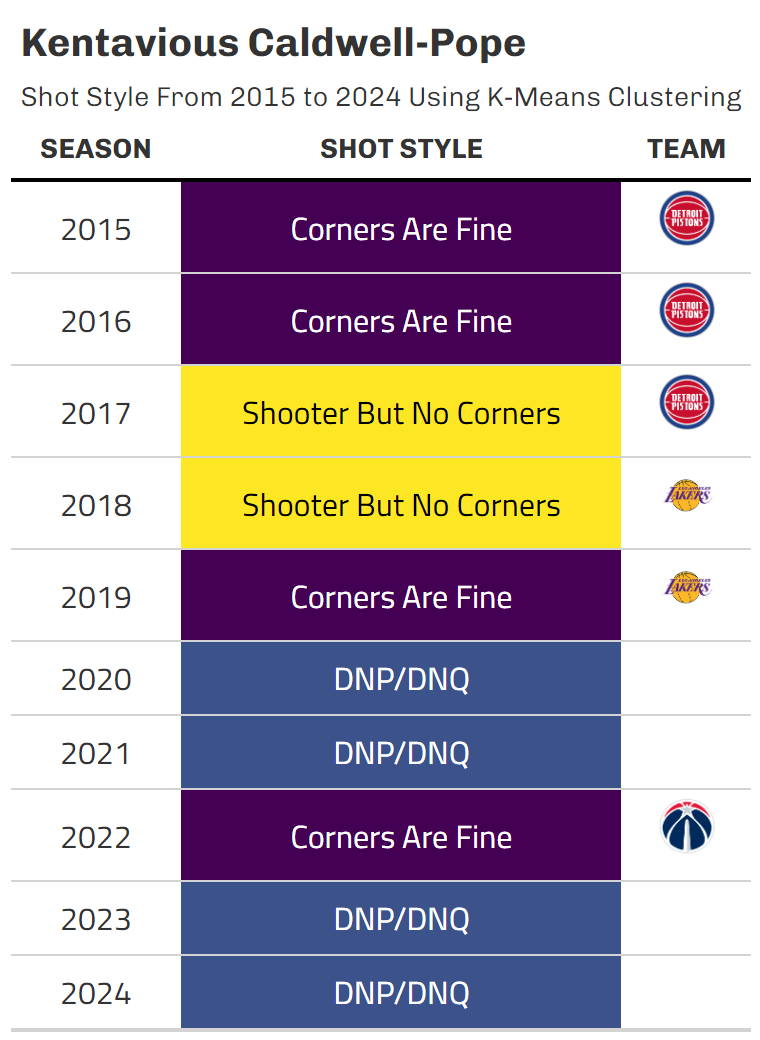 Kentavious Caldwell-Pope
Shot Style From 2015 to 2024 Using K-Means Clustering
SEASON SHOT STYLE TEAM
2015 Corners Are Fine DETROIT PISTONS
2016 Corners Are Fine DETROIT PISTONS
2017 Shooter But No Corners DETROIT PISTONS
2018 Shooter But No Corners LOS ANGELES LAKERS
2019 Corners Are Fine LOS ANGELES LAKERS
2020 DNP/DNQ
2021 DNP/DNQ
2022 Corners Are Fine
2023 DNP/DNQ
2024 DNP/DNQ